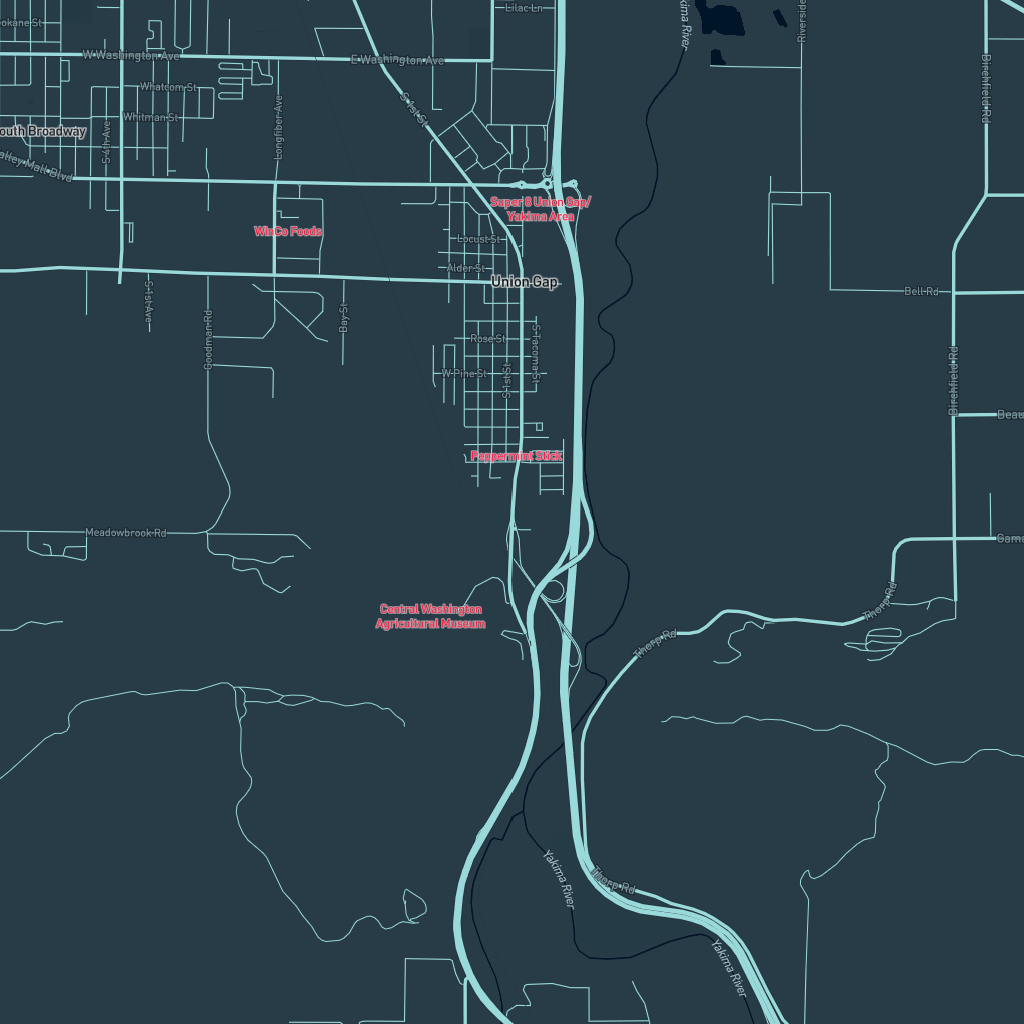 Lilac Ln
Yakima River
Riverside
okane St
W Washington Ave
E Washington Ave
Birchfield Rd
Whatcom St
S 1st St
Whitman St
outh Broadway
S 4th Ave
Longfiber Ave
alley Mall Blvd
Super 8 Union Gap/
Yakima Area
WinCo Foods
Locust St
Alder St
Union Gap
S 1st Ave
Bell Rd
Bay St
Goodman Rd
Rose St
S Tacoma St
W Pine St
S 1st St
Birchfield Rd
Beau
Peppermint Stick
Meadowbrook Rd
Gama
Central Washington
Agricultural Museum
Thorp Rd
Thorp Rd
Yakima River
Thorp Rd
Yakima River